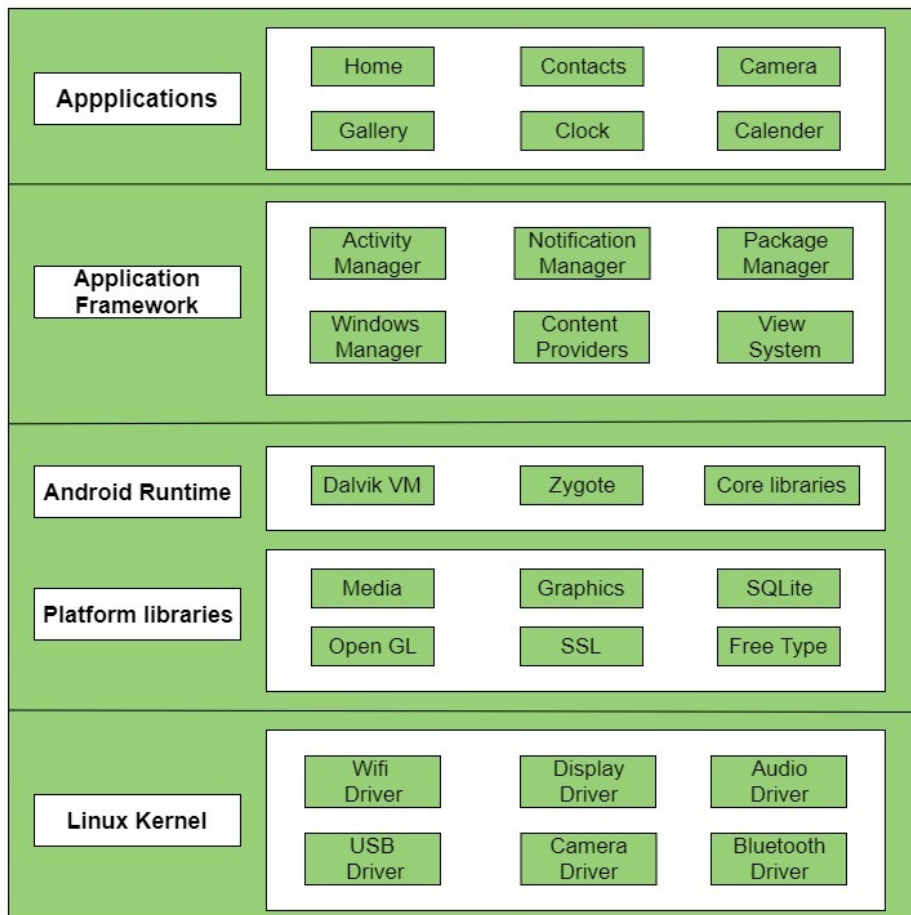 Appplications
Home
Contacts
Camera
Gallery
Clock
Calender
Application
Framework
Activity
Manager
Notification
Manager
Package
Manager
Windows
Manager
Content
Providers
View
System
Android Runtime
Dalvik VM
Zygote
Core libraries
Platform libraries
Media
Graphics
SQLite
Open GL
SSL
Free Type
Linux Kernel
Wifi
Driver
Display
Driver
Audio
Driver
USB
Driver
Camera
Driver
Bluetooth
Driver